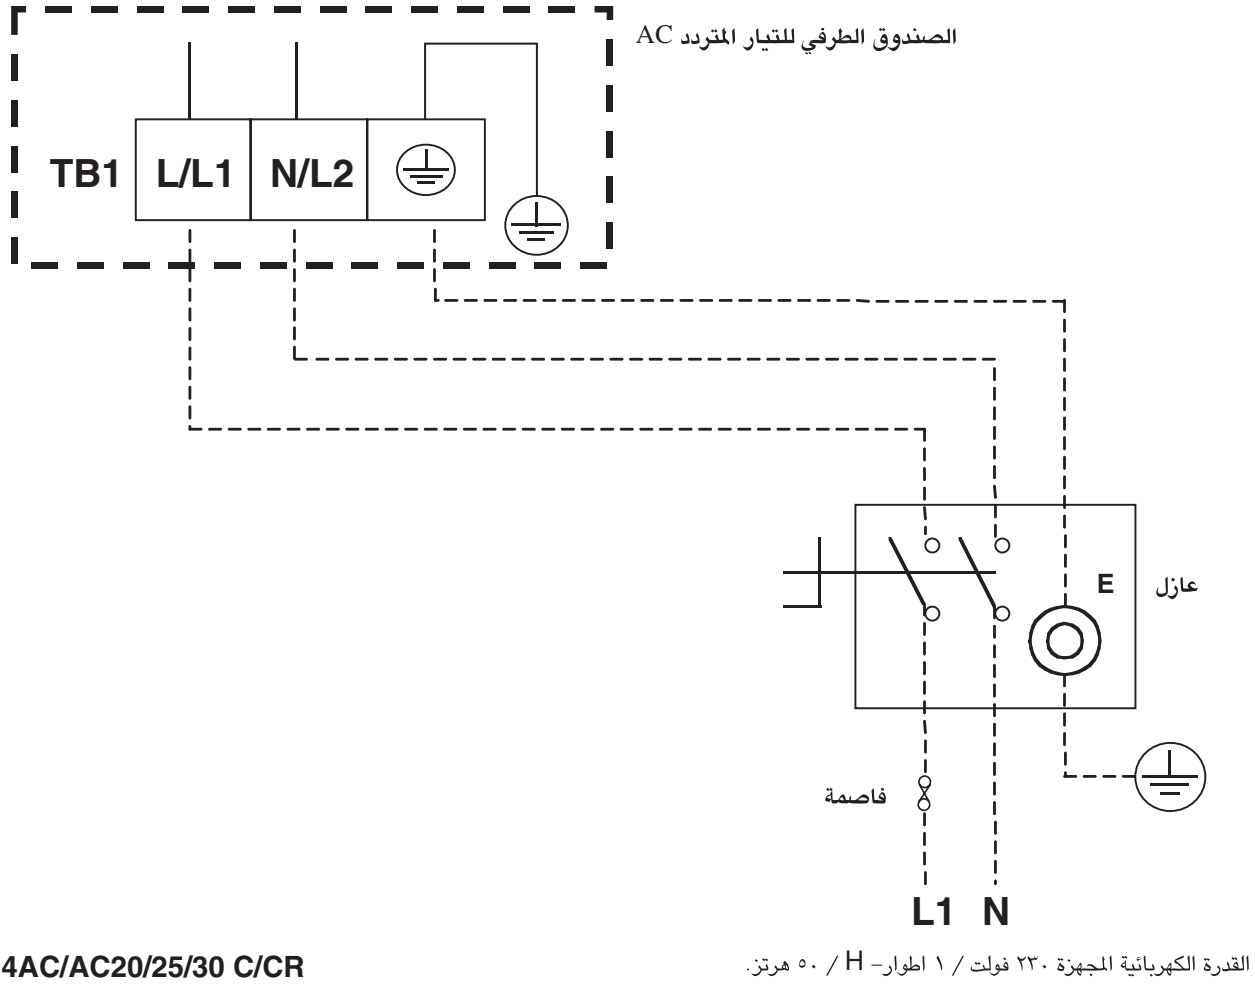 الصندوق الطرفي للتيار المتردد AC
TB1 L/L1 N/L2
E
عازل
فاصمة
L1 N
4AC/AC20/25/30 C/CR
القدرة الكهربائية المجهزة ٢٣٠ فولت / ١ اطوار– H / ٥٠ هرتز.